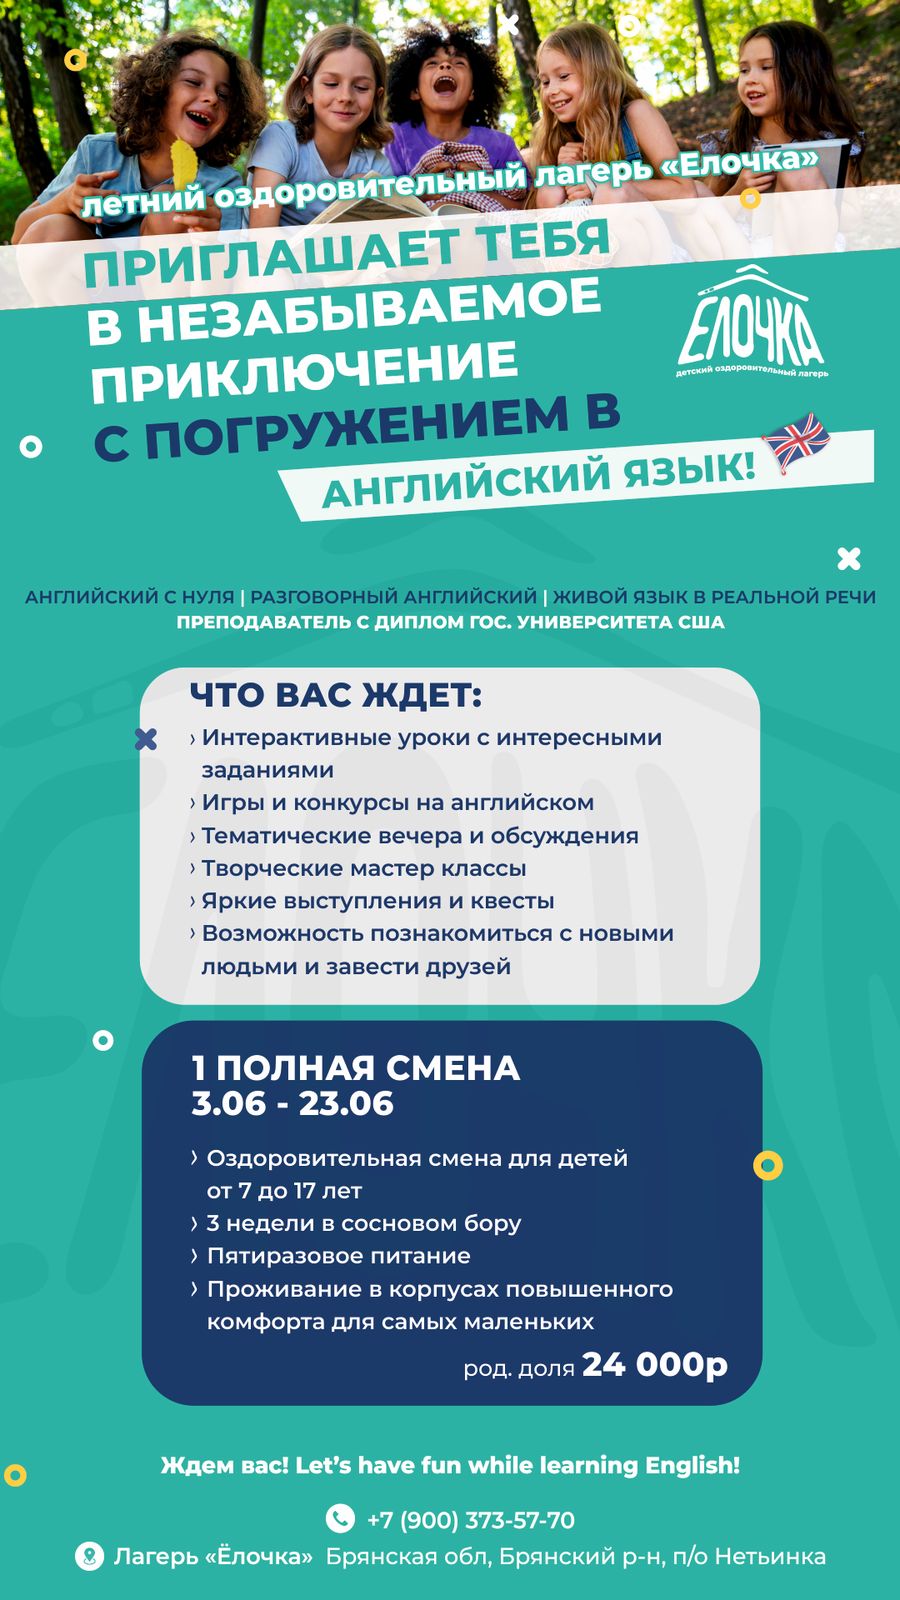 летний оздоровительный лагерь «Елочка»
ПРИГЛАШАЕТ ТЕБЯ
В НЕЗАБЫВАЕМОЕ
ПРИКЛЮЧЕНИЕ
С ПОГРУЖЕНИЕМ В
АНГЛИЙСКИЙ ЯЗЫК!
ЕЛОЧКА
детский оздоровительный лагерь
АНГЛИЙСКИЙ С НУЛЯ | РАЗГОВОРНЫЙ АНГЛИЙСКИЙ | ЖИВОЙ ЯЗЫК В РЕАЛЬНОЙ РЕЧИ
ПРЕПОДАВАТЕЛЬ С ДИПЛОМ ГОС. УНИВЕРСИТЕТА США
ЧТО ВАС ЖДЕТ:
› Интерактивные уроки с интересными
заданиями
› Игры и конкурсы на английском
› Тематические вечера и обсуждения
› Творческие мастер классы
› Яркие выступления и квесты
› Возможность познакомиться с новыми
людьми и завести друзей
1 ПОЛНАЯ СМЕНА
3.06 - 23.06
› Оздоровительная смена для детей
от 7 до 17 лет
› 3 недели в сосновом бору
› Пятиразовое питание
› Проживание в корпусах повышенного
комфорта для самых маленьких
род. доля 24 000р
Ждем вас! Let’s have fun while learning English!
+7 (900) 373-57-70
Лагерь «Ёлочка» Брянская обл, Брянский р-н, п/о Нетьинка